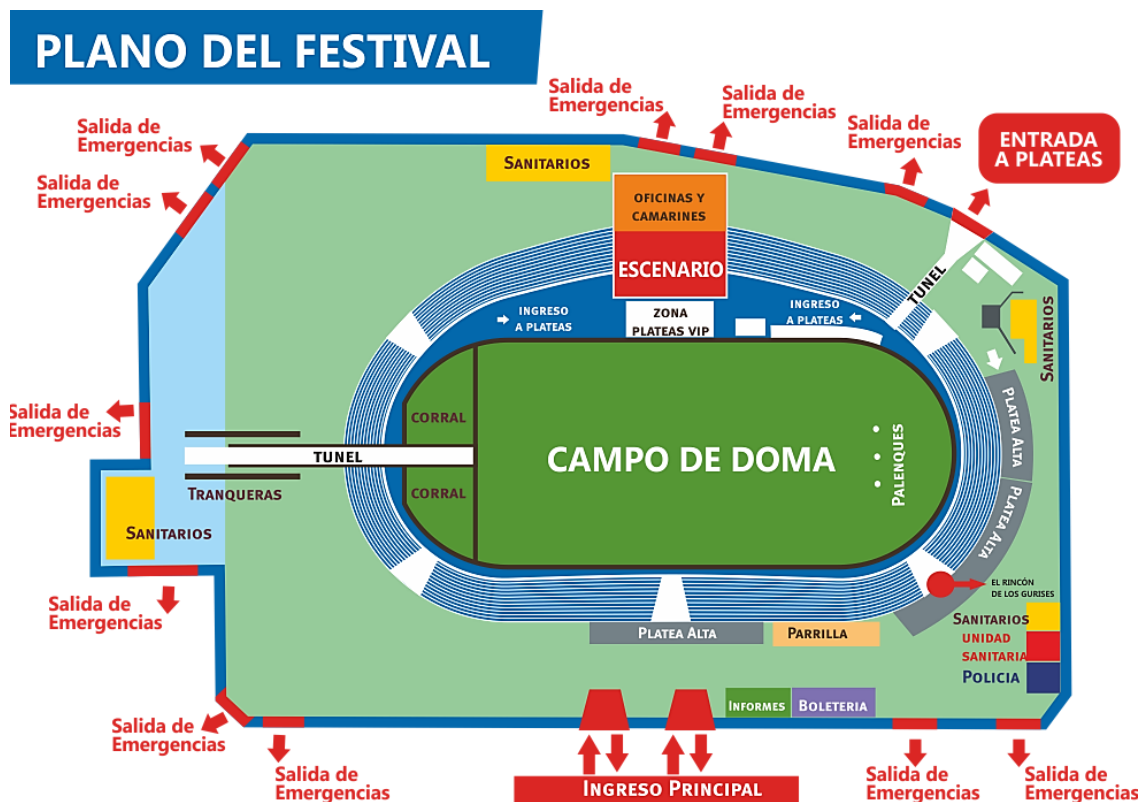 PLANO DEL FESTIVAL
Salida de
Emergencias
Salida de
Emergencias
Salida de
Emergencias
Salida de
Emergencias
Salida de
Emergencias
ENTRADA
A PLATEAS
SANITARIOS
OFICINAS Y
CAMARINES
ESCENARIO
TUNEL
INGRESO
A PLATEAS
ZONA
PLATEAS VIP
INGRESO
A PLATEAS
SANITARIOS
Salida de
Emergencias
CORRAL
TUNEL
CAMPO DE DOMA
PALENQUES
PLATEA ALTA
CORRAL
TRANQUERAS
PLATEA ALTA
SANITARIOS
Salida de
Emergencias
EL RINCÓN
DE LOS GURISES
SANITARIOS
PLATEA ALTA
PARRILLA
UNIDAD
SANITARIA
POLICIA
INFORMES
BOLETERIA
Salida de
Emergencias
Salida de
Emergencias
INGRESO PRINCIPAL
Salida de
Emergencias
Salida de
Emergencias